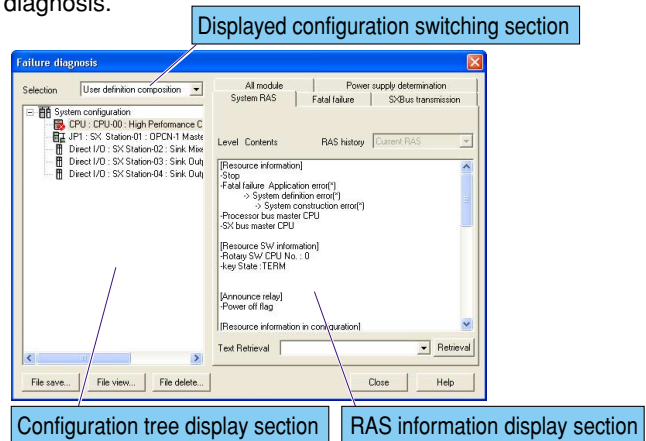 diagnosis.
Displayed configuration switching section
Failure diagnosis
Selection User definition composition
All module Power supply determination
System RAS Fatal failure SXBus transmission
System configuration
CPU : CPU-00 : High Performance C
JP1 : SX Station-01 : OPCN-1 Maste
Direct I/O : SX Station-02 : Sink Mixe
Direct I/O : SX Station-03 : Sink Outp
Direct I/O : SX Station-04 : Sink Outp
Level Contents RAS history Current RAS
[Resource information]
-Stop
-Fatal failure Application error(*)
-> System definition error(*)
-> System construction error(*)
-Processor bus master CPU
-SX bus master CPU
[Resource SW information]
-Rotary SW CPU No. : 0
-key State :TERM
[Announce relay]
-Power off flag
[Resource information in configuration]
Text Retrieval Retrieval
File save... File view... File delete... Close Help
Configuration tree display section RAS information display section